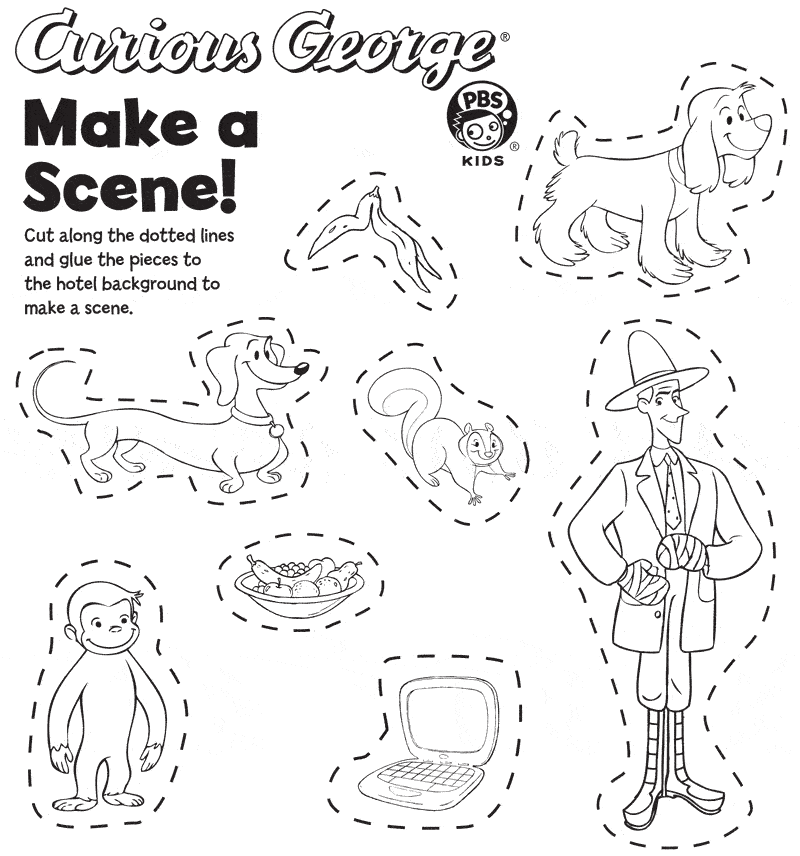 Curious George®
PBS
KIDS ®
Make a
Scene!
Cut along the dotted lines
and glue the pieces to
the hotel background to
make a scene.